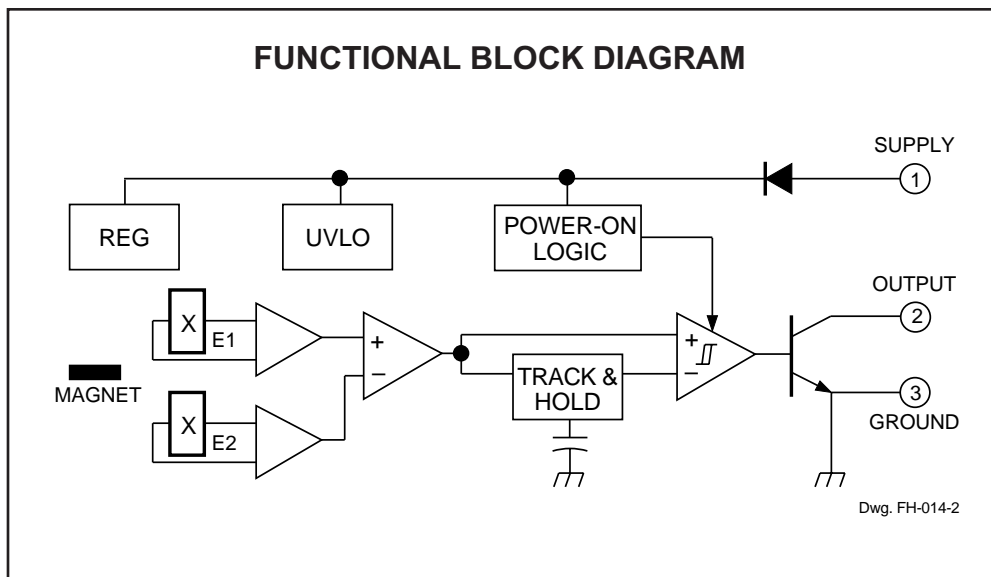 FUNCTIONAL BLOCK DIAGRAM
SUPPLY
1
REG
UVLO
POWER-ON
LOGIC
OUTPUT
2
X
E1
+
−
+
−
MAGNET
TRACK &
HOLD
3
GROUND
X
E2
Dwg. FH-014-2